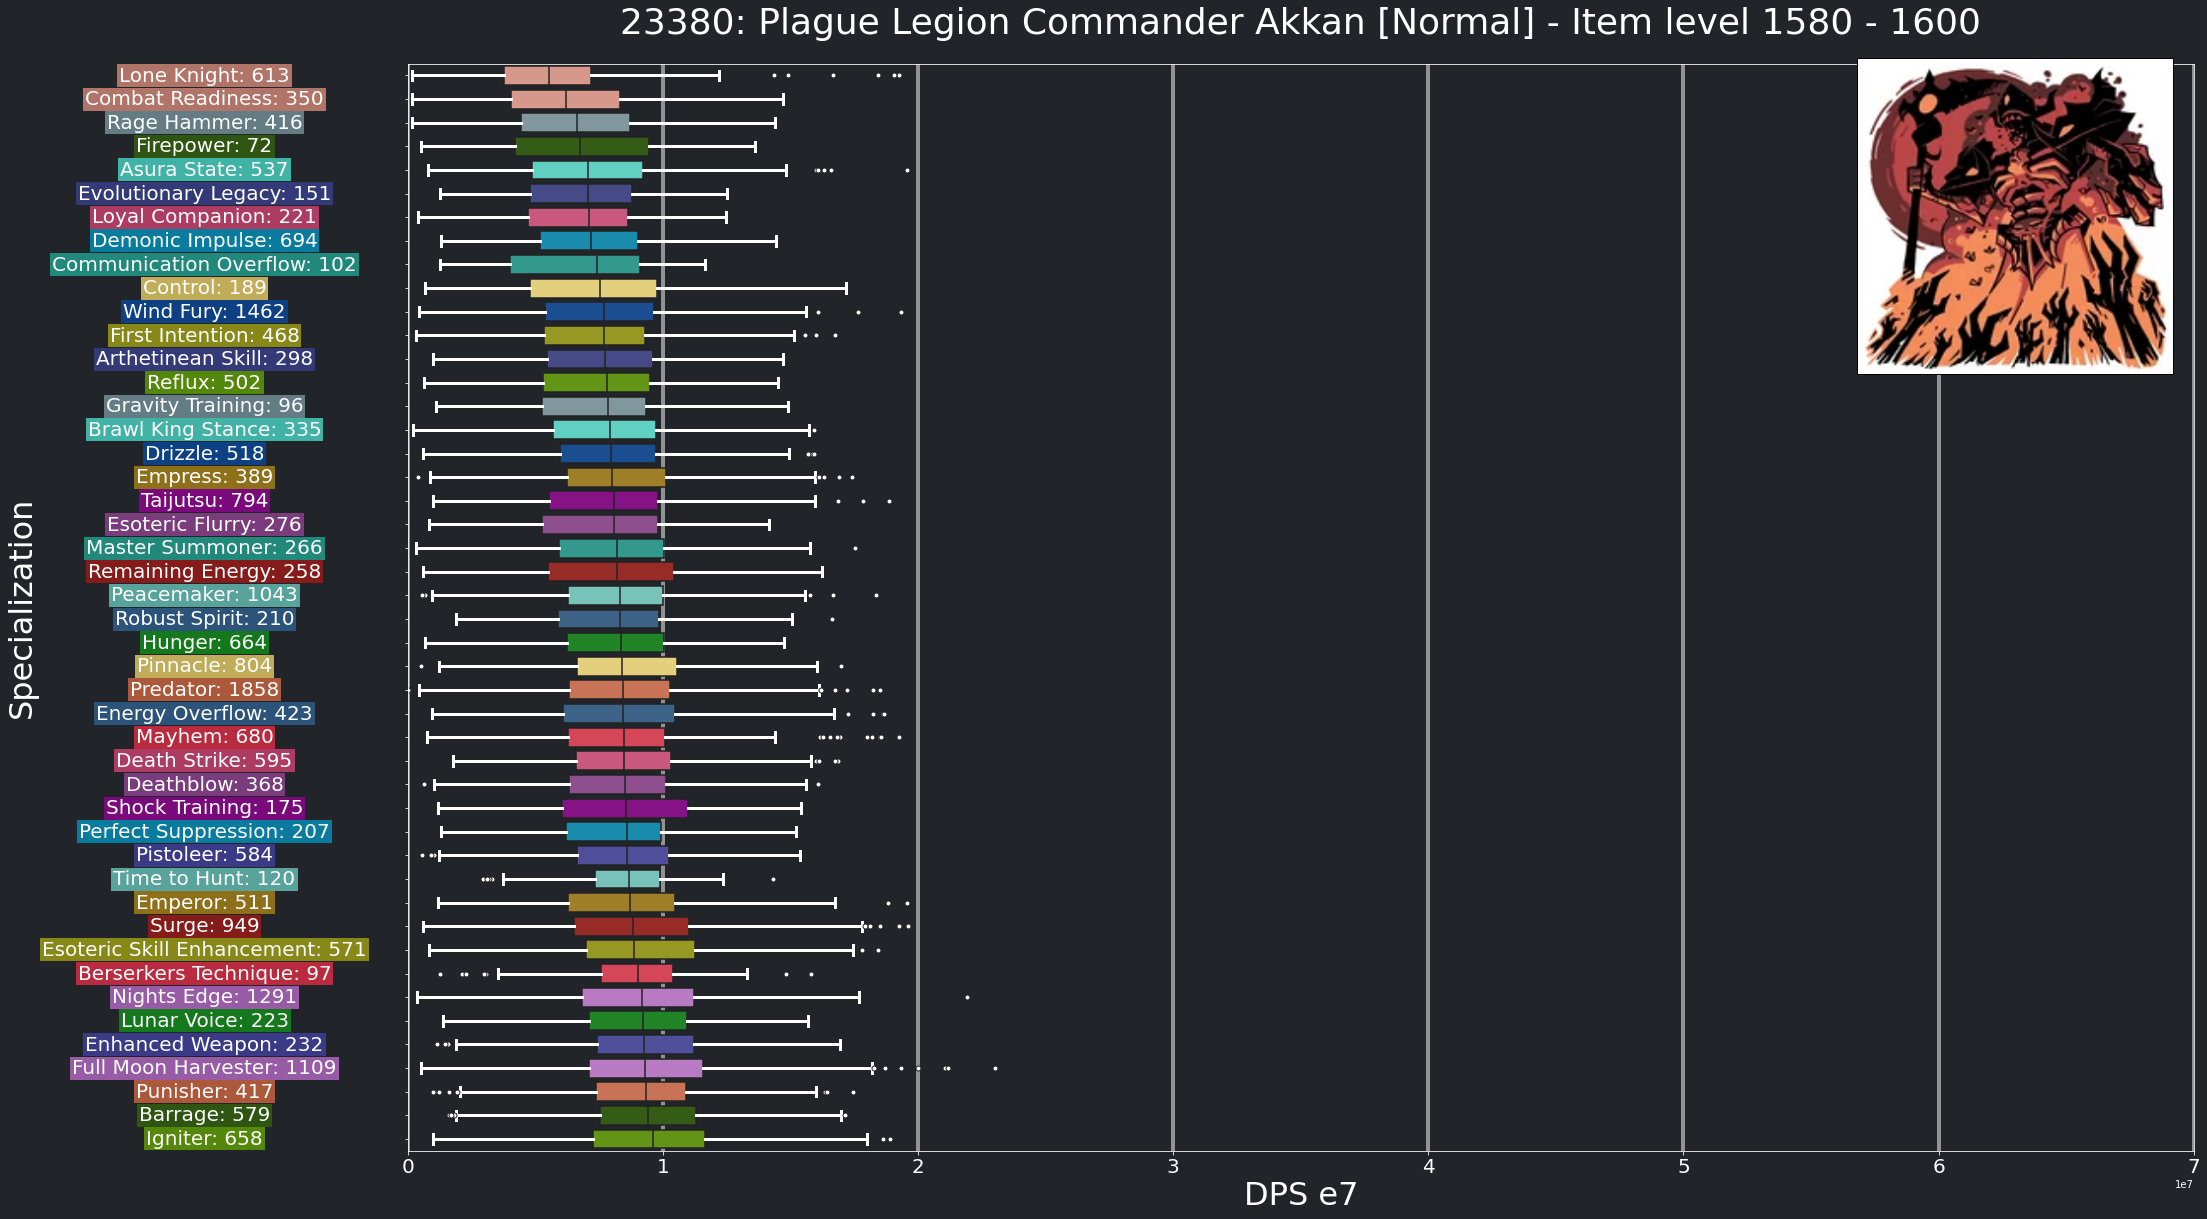 23380: Plague Legion Commander Akkan [Normal] - Item level 1580 - 1600
Lone Knight: 613
Combat Readiness: 350
Rage Hammer: 416
Firepower: 72
Asura State: 537
Evolutionary Legacy: 151
Loyal Companion: 221
Demonic Impulse: 694
Communication Overflow: 102
Control: 189
Wind Fury: 1462
First Intention: 468
Arthetinean Skill: 298
Reflux: 502
Gravity Training: 96
Brawl King Stance: 335
Drizzle: 518
Empress: 389
Taijutsu: 794
Esoteric Flurry: 276
Master Summoner: 266
Remaining Energy: 258
Peacemaker: 1043
Robust Spirit: 210
Hunger: 664
Pinnacle: 804
Predator: 1858
Energy Overflow: 423
Mayhem: 680
Death Strike: 595
Deathblow: 368
Shock Training: 175
Perfect Suppression: 207
Pistoleer: 584
Time to Hunt: 120
Emperor: 511
Surge: 949
Esoteric Skill Enhancement: 571
Berserkers Technique: 97
Nights Edge: 1291
Lunar Voice: 223
Enhanced Weapon: 232
Full Moon Harvester: 1109
Punisher: 417
Barrage: 579
Igniter: 658
Specialization
0 1 2 3 4 5 6 7
1e7
DPS e7